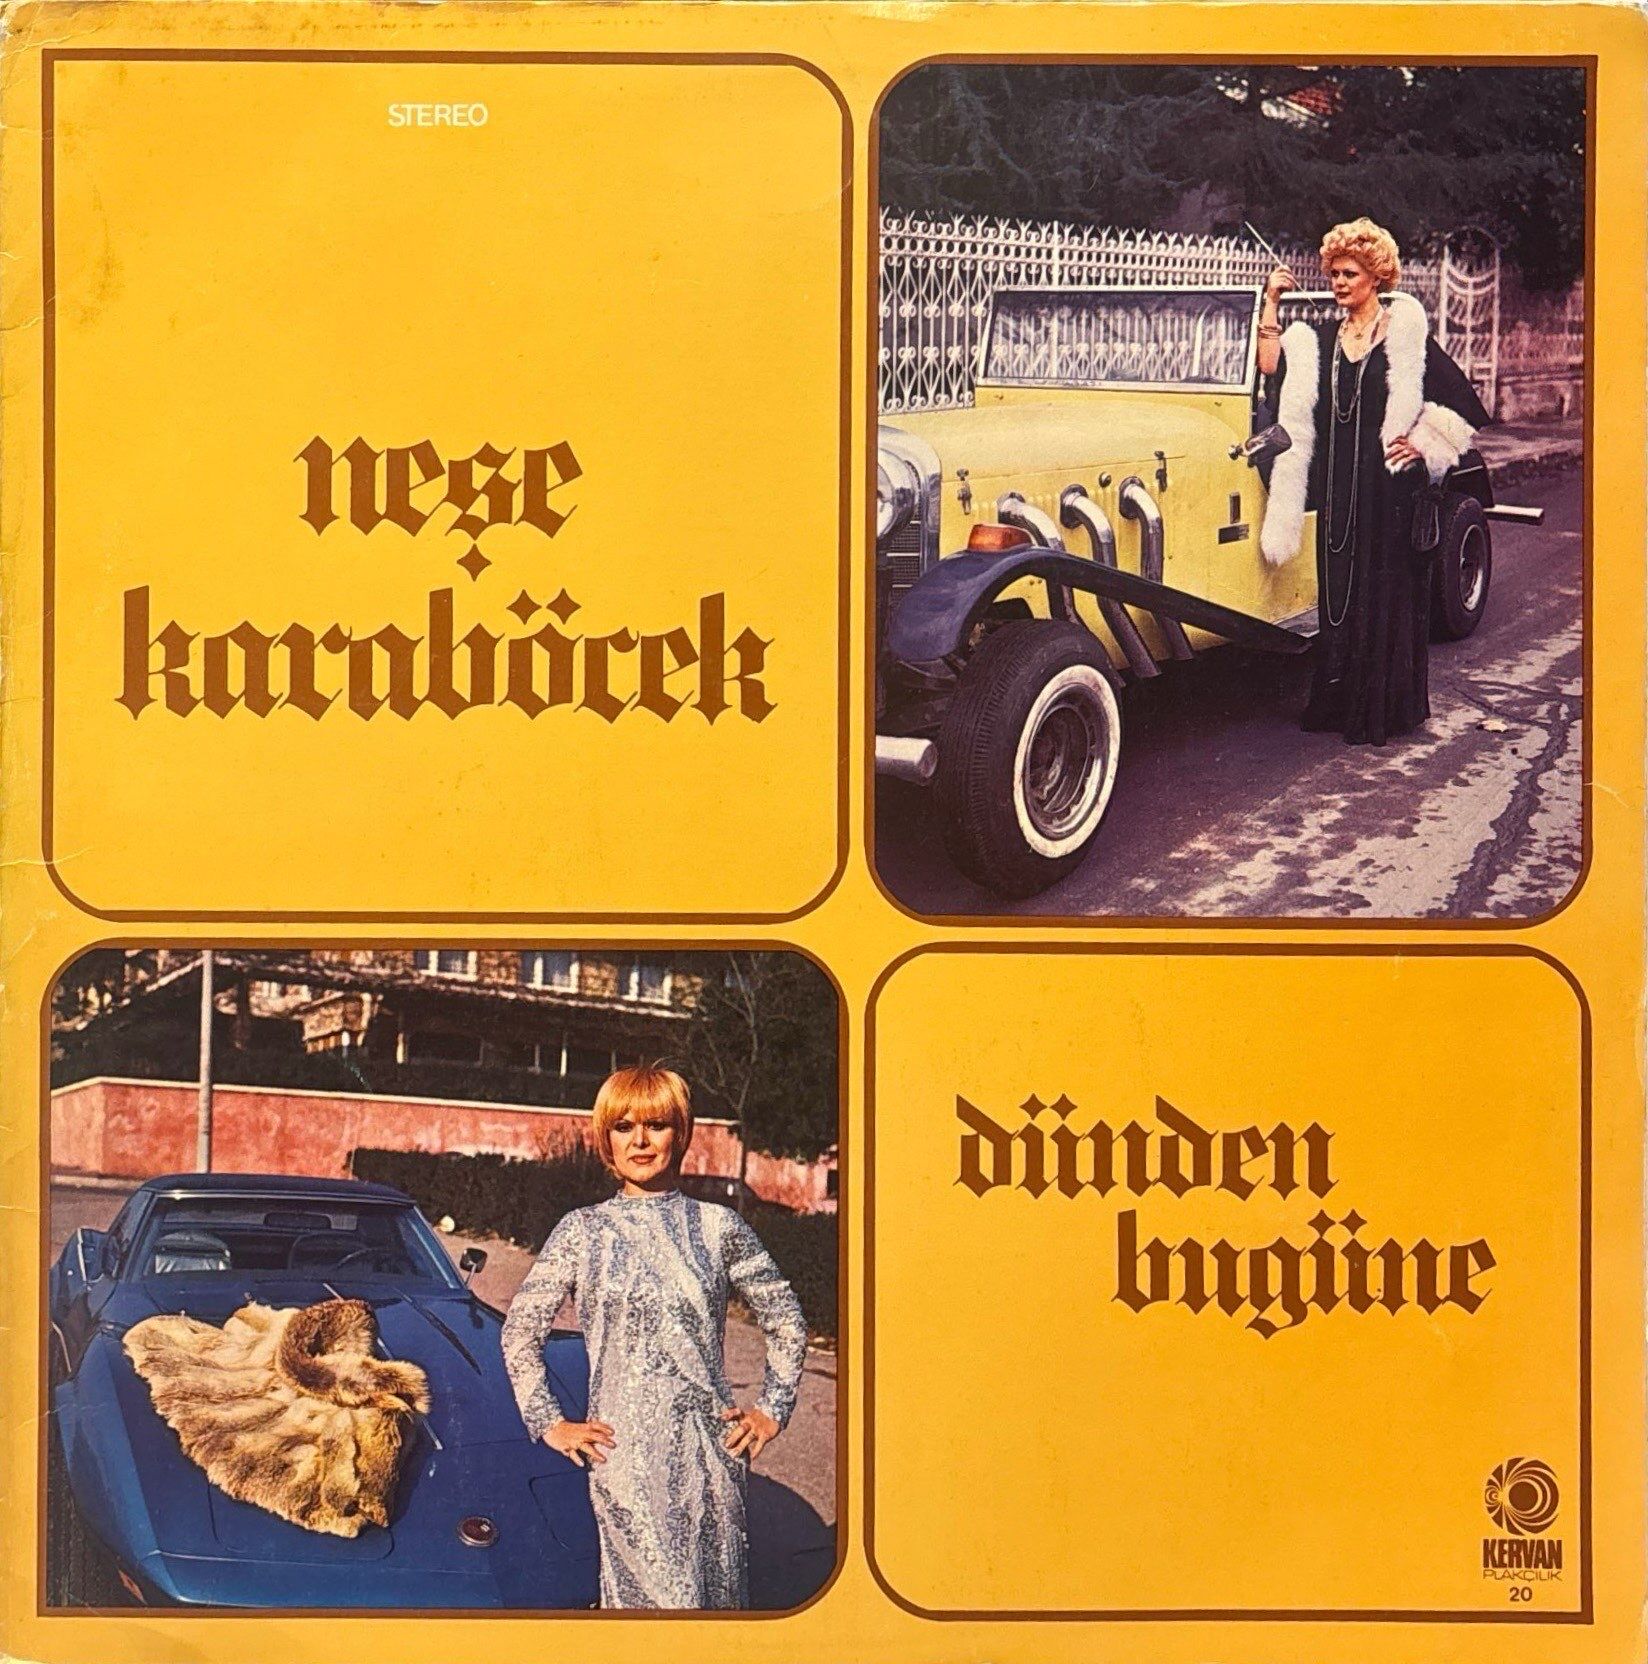 STEREO
neşe
karaböcek
dünden
bugüne
KERVAN
PLAKÇILIK
20